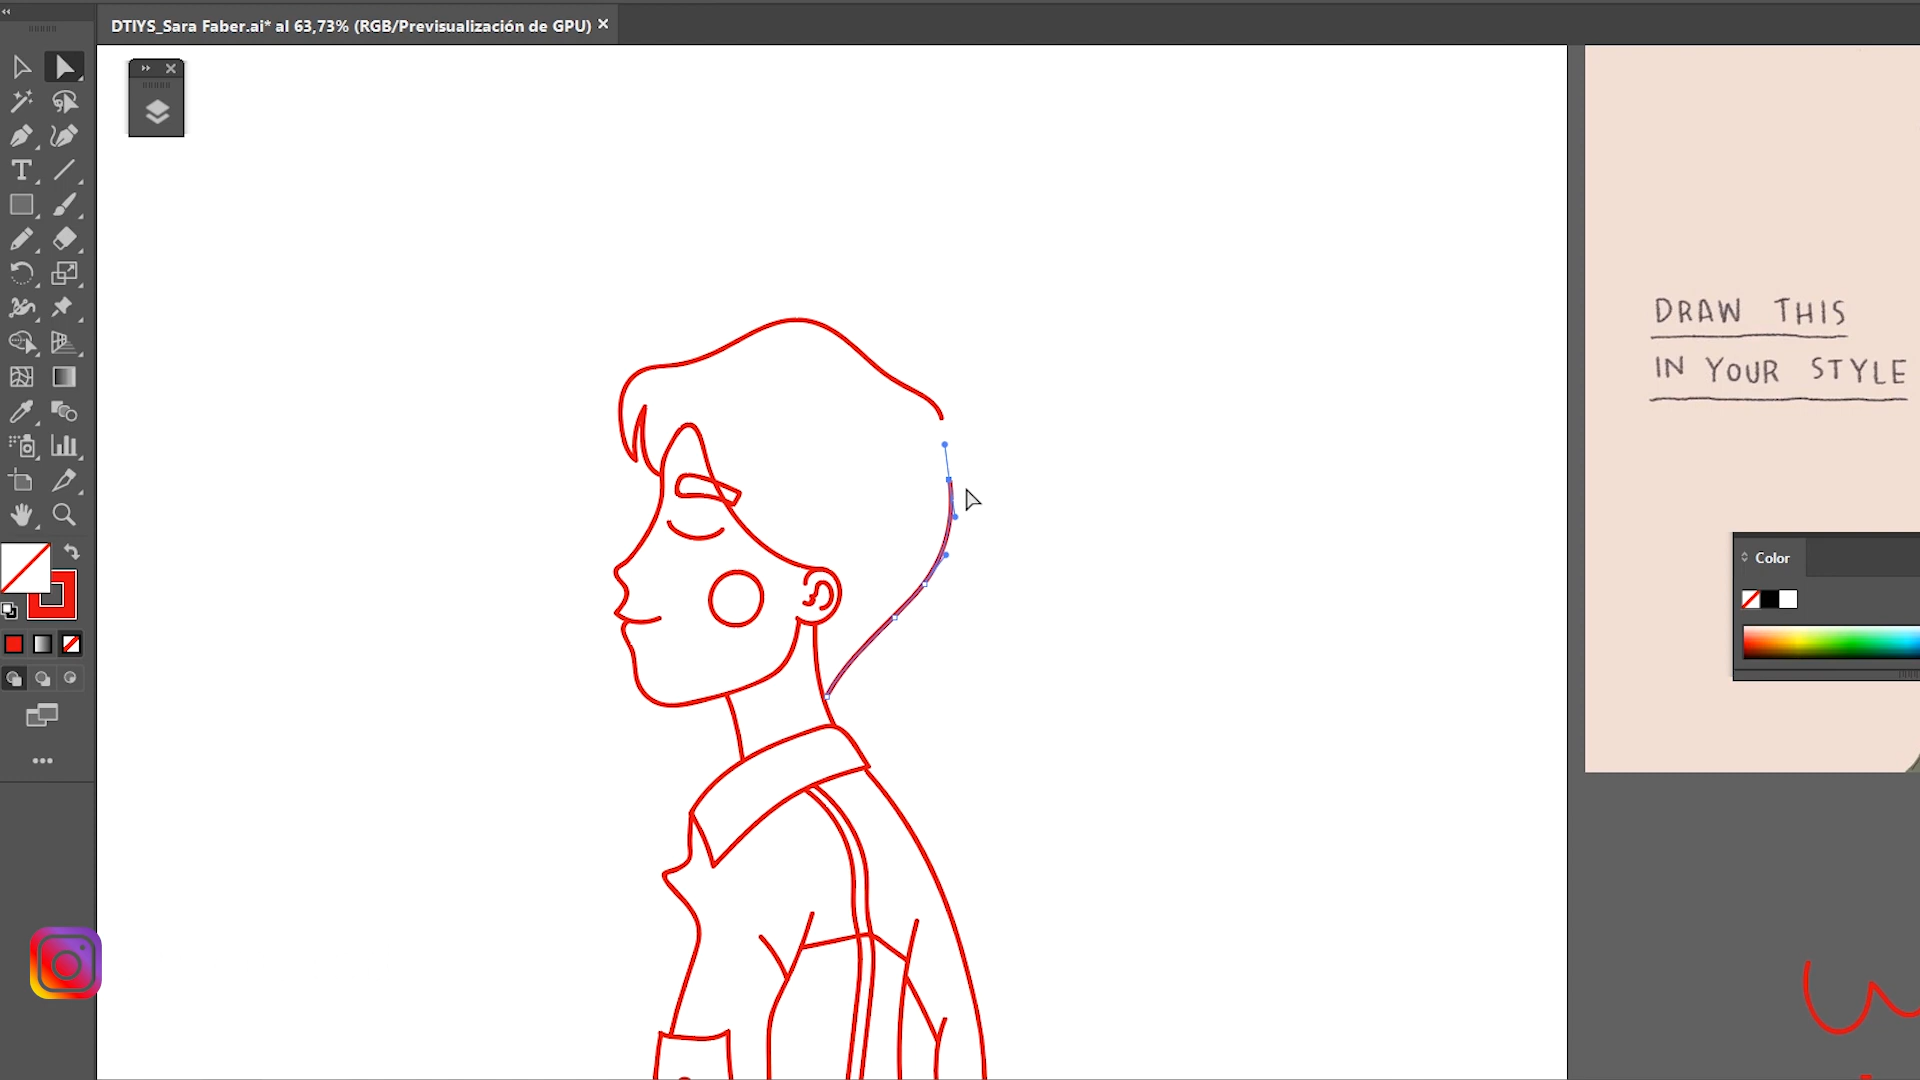 DTIYS_Sara Faber.ai* al 63,73% (RGB/Previsualización de GPU)
DRAW THIS
IN YOUR STYLE
Color